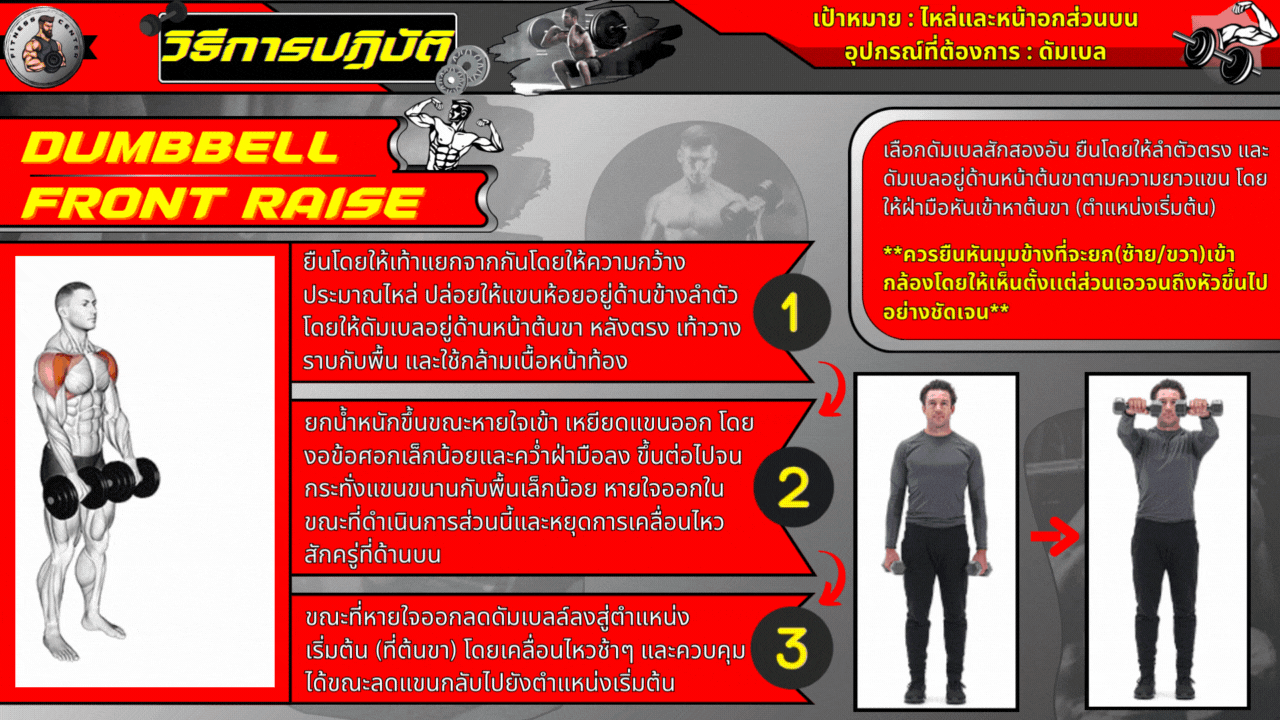 FITNESS CENTER
วิธีการปฏิบัติ
เป้าหมาย : ไหล่และหน้าอกส่วนบน
อุปกรณ์ที่ต้องการ : ดัมเบล
DUMBBELL
FRONT RAISE
เลือกดัมเบลสักสองอัน ยืนโดยให้ลำตัวตรง และ
ดัมเบลอยู่ด้านหน้าต้นขาตามความยาวแขน โดย
ให้ฝ่ามือหันเข้าหาต้นขา (ตำแหน่งเริ่มต้น)
**ควรยืนหันมุมข้างที่จะยก(ซ้าย/ขวา)เข้า
กล้องโดยให้เห็นตั้งแต่ส่วนเอวจนถึงหัวขึ้นไป
อย่างชัดเจน**
ยืนโดยให้เท้าแยกจากกันโดยให้ความกว้าง
ประมาณไหล่ ปล่อยให้แขนห้อยอยู่ด้านข้างลำตัว
โดยให้ดัมเบลอยู่ด้านหน้าต้นขา หลังตรง เท้าวาง
ราบกับพื้น และใช้กล้ามเนื้อหน้าท้อง
1
ยกน้ำหนักขึ้นขณะหายใจเข้า เหยียดแขนออก โดย
งอข้อศอกเล็กน้อยและคว่ำฝ่ามือลง ขึ้นต่อไปจน
กระทั่งแขนขนานกับพื้นเล็กน้อย หายใจออกใน
ขณะที่ดำเนินการส่วนนี้และหยุดการเคลื่อนไหว
สักครู่ที่ด้านบน
2
ขณะที่หายใจออกลดดัมเบลล์ลงสู่ตำแหน่ง
เริ่มต้น (ที่ต้นขา) โดยเคลื่อนไหวช้าๆ และควบคุม
ได้ขณะลดแขนกลับไปยังตำแหน่งเริ่มต้น
3